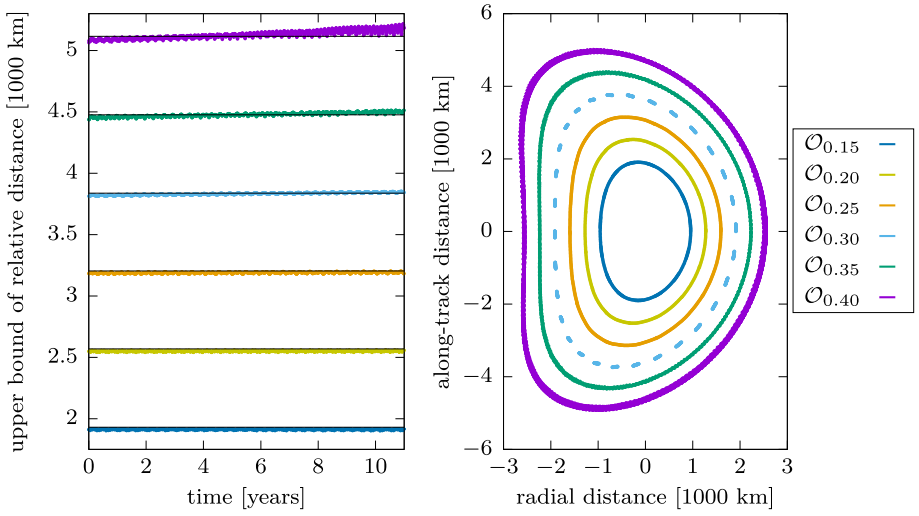 upper bound of relative distance [1000 km]
5
4.5
4
3.5
3
2.5
2
0 2 4 6 8 10
time [years]
along-track distance [1000 km]
6
4
2
0
−2
−4
−6
−3 −2 −1 0 1 2 3
radial distance [1000 km]
𝒪0.15
𝒪0.20
𝒪0.25
𝒪0.30
𝒪0.35
𝒪0.40